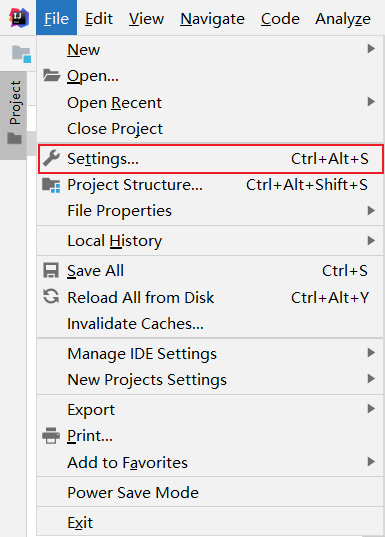 IJ File Edit View Navigate Code Analyze
Project
New
Open...
Open Recent
Close Project
Settings... Ctrl+Alt+S
Project Structure... Ctrl+Alt+Shift+S
File Properties
Local History
Save All Ctrl+S
Reload All from Disk Ctrl+Alt+Y
Invalidate Caches...
Manage IDE Settings
New Projects Settings
Export
Print...
Add to Favorites
Power Save Mode
Exit